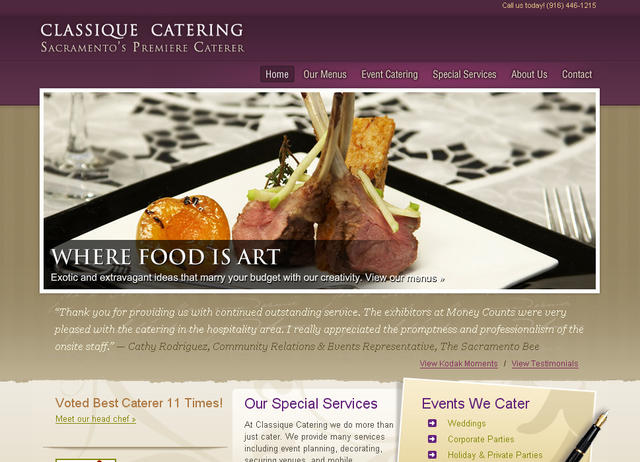 Call us today! (916) 446-1215
CLASSIQUE CATERING
SACRAMENTO'S PREMIERE CATERER
Home Our Menus Event Catering Special Services About Us Contact
WHERE FOOD IS ART
Exotic and extravagant ideas that marry your budget with our creativity. View our menus »
"Thank you for providing us with continued outstanding service. The exhibitors at Money Counts were very
pleased with the catering in the hospitality area. I really appreciated the promptness and professionalism of the
onsite staff." — Cathy Rodriguez, Community Relations & Events Representative, The Sacramento Bee
View Kodak Moments / View Testimonials
Voted Best Caterer 11 Times!
Meet our head chef »
Our Special Services
At Classique Catering we do more than
just cater. We provide many services
including event planning, decorating,
securing venues, and mobile
Events We Cater
Weddings
Corporate Parties
Holiday & Private Parties